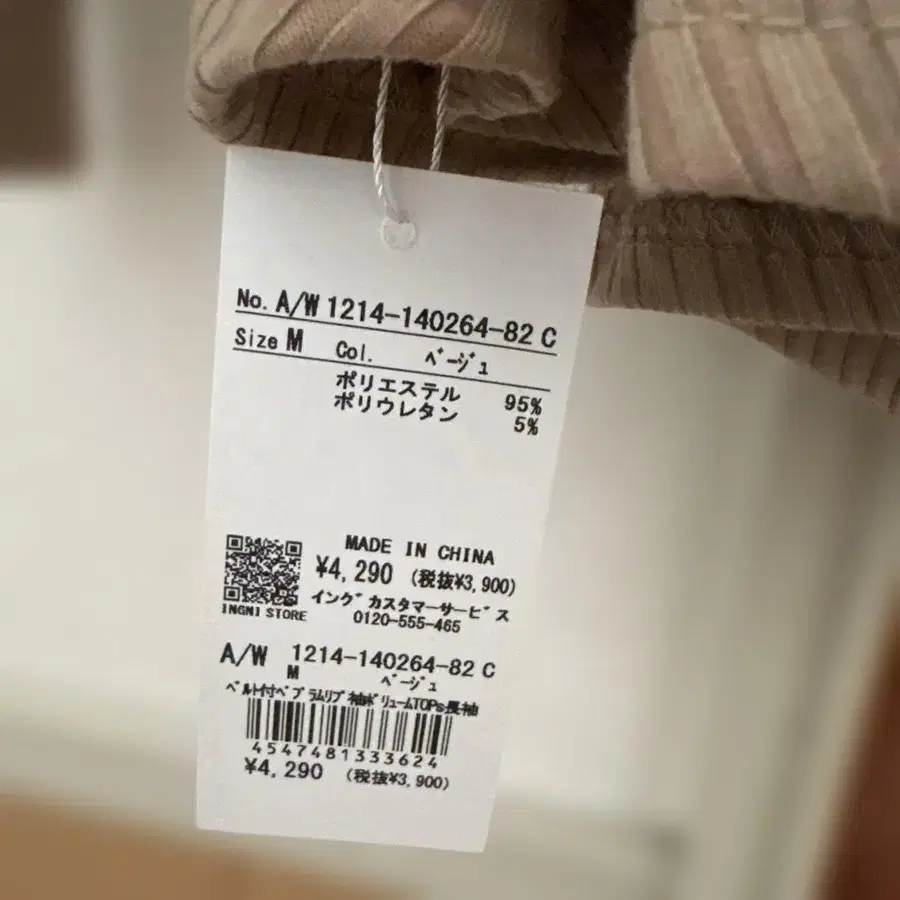 No. A/W 1214-140264-82 C
Size M Col. ベージュ
ポリエステル 95%
ポリウレタン 5%
MADE IN CHINA
¥4,290 (税抜¥3,900)
イング カスタマーサービス
INGNI STORE
0120-555-465
A/W 1214-140264-82 C
M ベージュ
ベルト付ペプラムリブ袖ボリュームTOPs長袖
4547481333624
¥4,290 (税抜¥3,900)